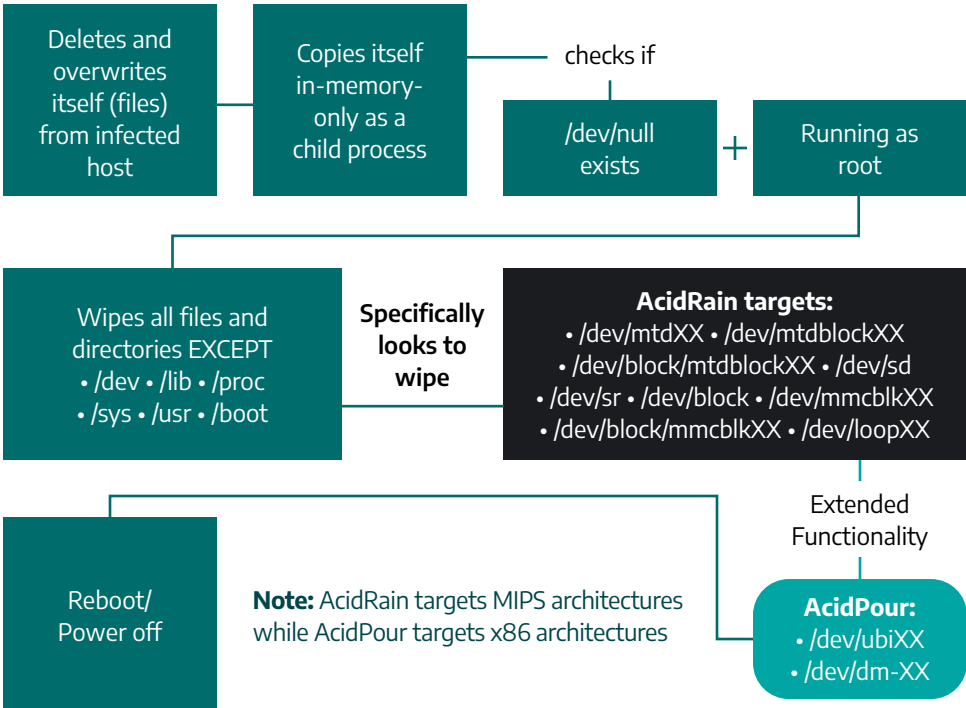 Deletes and
overwrites
itself (files)
from infected
host
Copies itself
in-memory-
only as a
child process
checks if
/dev/null
exists
+
Running as
root
Wipes all files and
directories EXCEPT
• /dev • /lib • /proc
• /sys • /usr • /boot
Specifically
looks to
wipe
AcidRain targets:
• /dev/mtdXX • /dev/mtdblockXX
• /dev/block/mtdblockXX • /dev/sd
• /dev/sr • /dev/block • /dev/mmcblkXX
• /dev/block/mmcblkXX • /dev/loopXX
Extended
Functionality
AcidPour:
• /dev/ubiXX
• /dev/dm-XX
Reboot/
Power off
Note: AcidRain targets MIPS architectures
while AcidPour targets x86 architectures